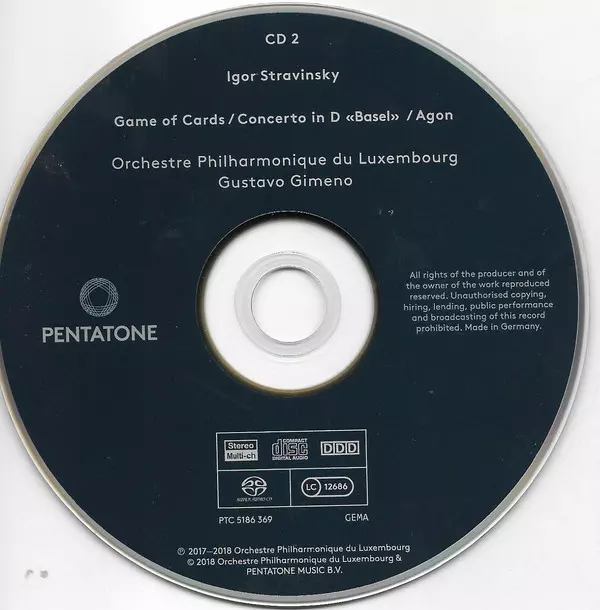 CD 2
Igor Stravinsky
Game of Cards / Concerto in D «Basel» / Agon
Orchestre Philharmonique du Luxembourg
Gustavo Gimeno
PENTATONE
All rights of the producer and of
the owner of the work reproduced
reserved. Unauthorised copying,
hiring, lending, public performance
and broadcasting of this record
prohibited. Made in Germany.
Stereo
Multi-ch
COMPACT
disc
DIGITAL AUDIO
DDD
SUPER AUDIO CD
LC 12686
PTC 5186 369
GEMA
℗ 2017—2018 Orchestre Philharmonique du Luxembourg
© 2018 Orchestre Philharmonique du Luxembourg &
PENTATONE MUSIC B.V.